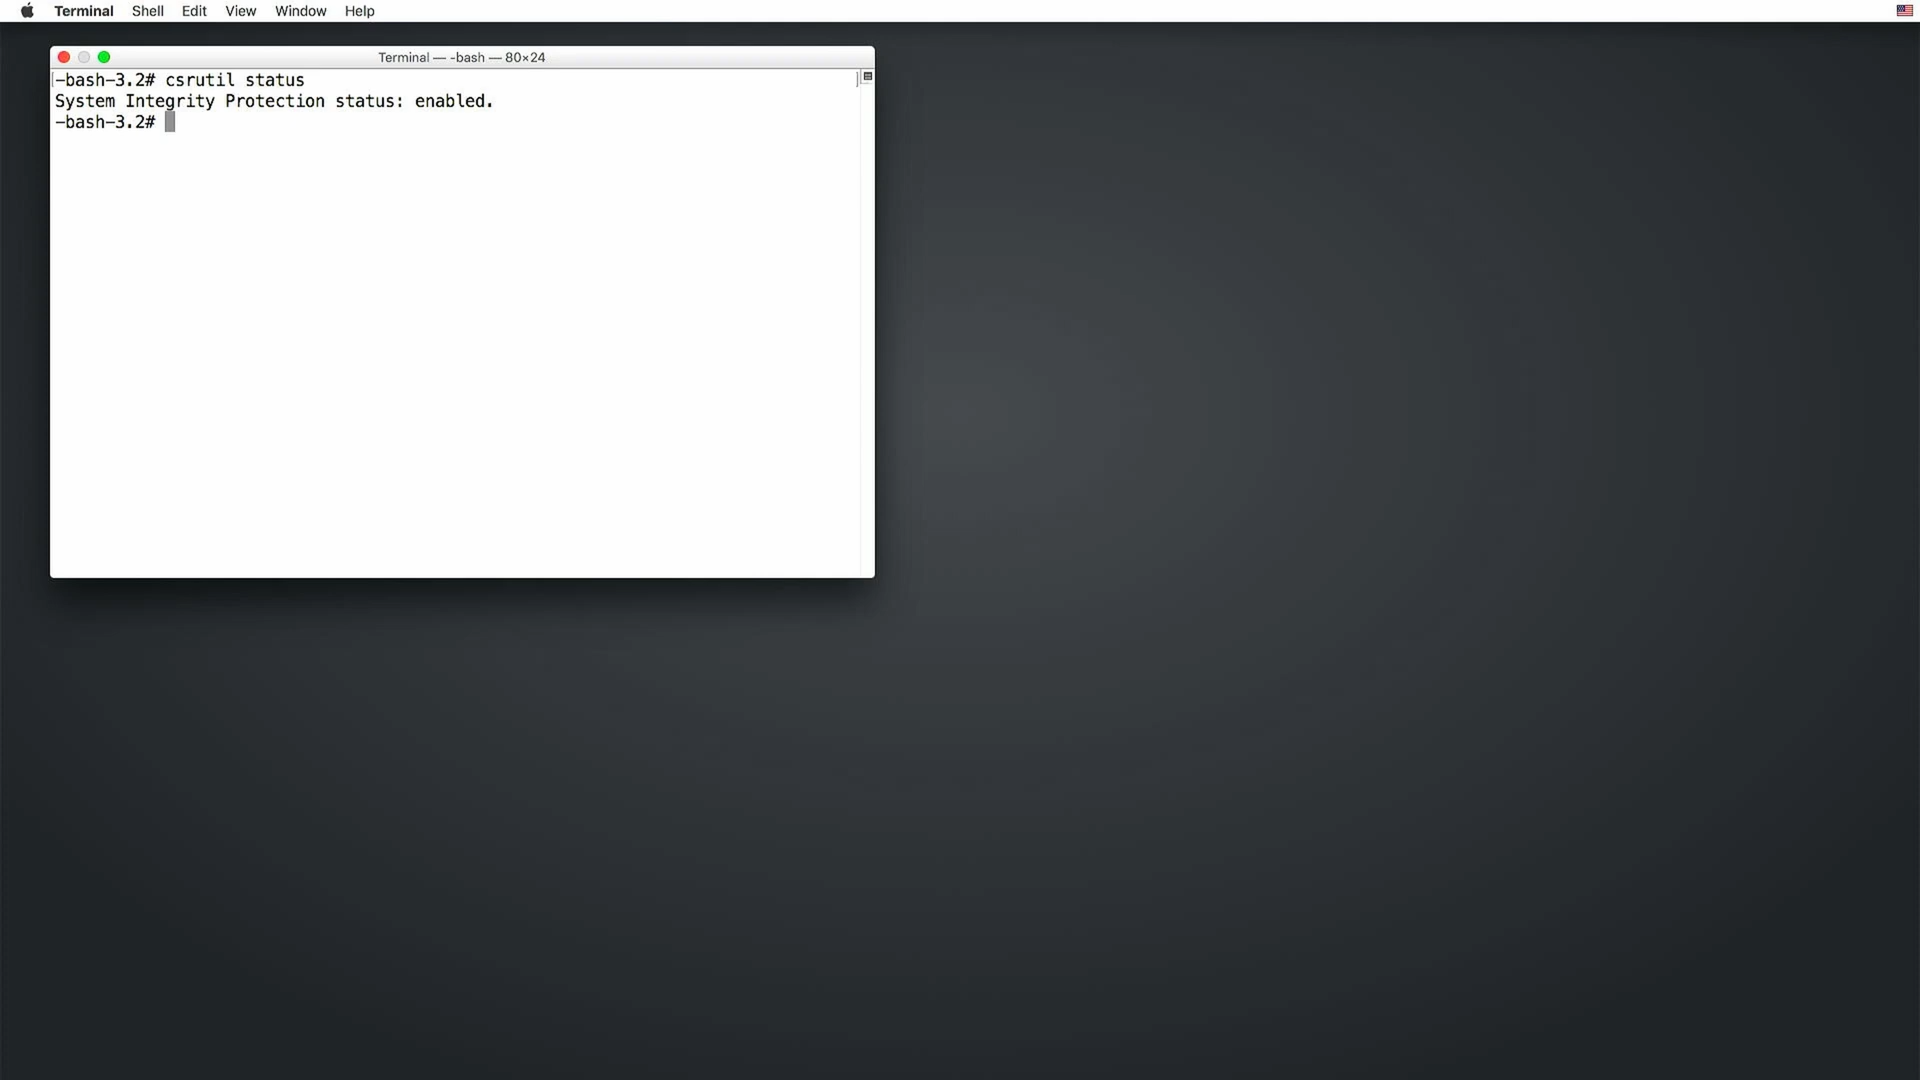 Terminal Shell Edit View Window Help
Terminal — -bash — 80×24
-bash-3.2# csrutil status
System Integrity Protection status: enabled.
-bash-3.2#